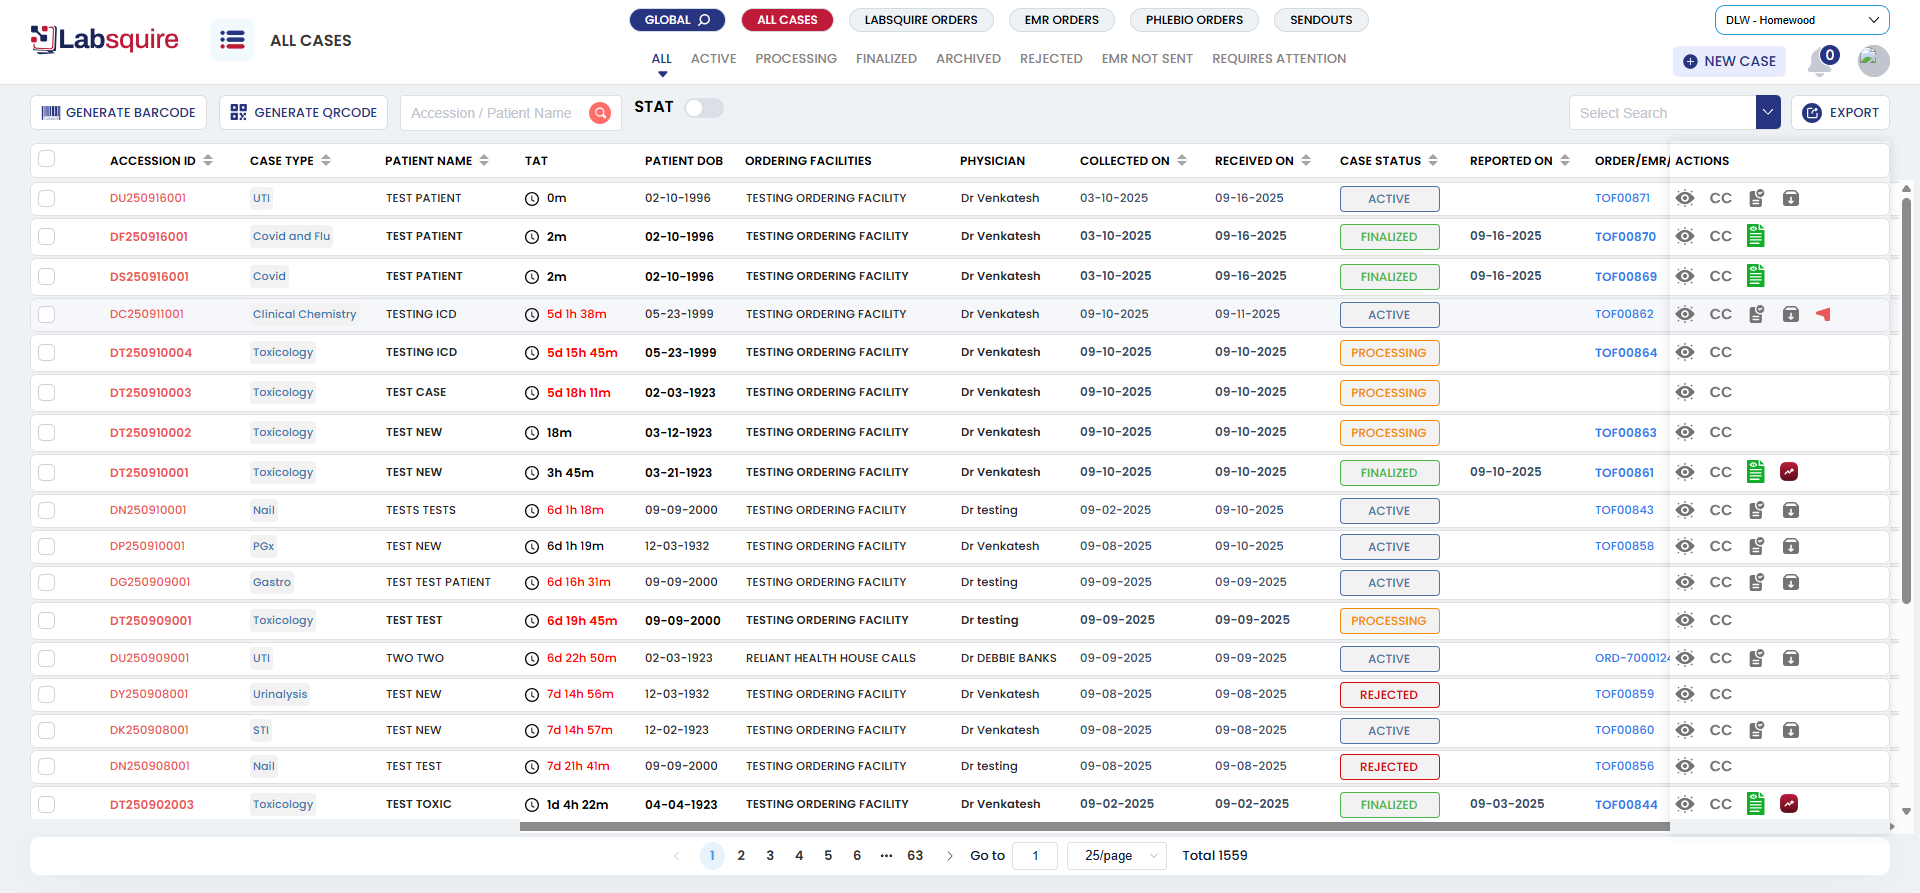 Labsquire
ALL CASES
GLOBAL ALL CASES LABSQUIRE ORDERS EMR ORDERS PHLEBIO ORDERS SENDOUTS
DLW - Homewood
ALL ACTIVE PROCESSING FINALIZED ARCHIVED REJECTED EMR NOT SENT REQUIRES ATTENTION
NEW CASE 0
GENERATE BARCODE GENERATE QRCODE Accession / Patient Name STAT Select Search EXPORT
ACCESSION ID CASE TYPE PATIENT NAME TAT PATIENT DOB ORDERING FACILITIES PHYSICIAN COLLECTED ON RECEIVED ON CASE STATUS REPORTED ON ORDER/EMR/ ACTIONS
DU250916001 UTI TEST PATIENT 0m 02-10-1996 TESTING ORDERING FACILITY Dr Venkatesh 03-10-2025 09-16-2025 ACTIVE TOF00871 CC
DF250916001 Covid and Flu TEST PATIENT 2m 02-10-1996 TESTING ORDERING FACILITY Dr Venkatesh 03-10-2025 09-16-2025 FINALIZED 09-16-2025 TOF00870 CC
DS250916001 Covid TEST PATIENT 2m 02-10-1996 TESTING ORDERING FACILITY Dr Venkatesh 03-10-2025 09-16-2025 FINALIZED 09-16-2025 TOF00869 CC
DC250911001 Clinical Chemistry TESTING ICD 5d 1h 38m 05-23-1999 TESTING ORDERING FACILITY Dr Venkatesh 09-10-2025 09-11-2025 ACTIVE TOF00862 CC
DT250910004 Toxicology TESTING ICD 5d 15h 45m 05-23-1999 TESTING ORDERING FACILITY Dr Venkatesh 09-10-2025 09-10-2025 PROCESSING TOF00864 CC
DT250910003 Toxicology TEST CASE 5d 18h 11m 02-03-1923 TESTING ORDERING FACILITY Dr Venkatesh 09-10-2025 09-10-2025 PROCESSING CC
DT250910002 Toxicology TEST NEW 18m 03-12-1923 TESTING ORDERING FACILITY Dr Venkatesh 09-10-2025 09-10-2025 PROCESSING TOF00863 CC
DT250910001 Toxicology TEST NEW 3h 45m 03-21-1923 TESTING ORDERING FACILITY Dr Venkatesh 09-10-2025 09-10-2025 FINALIZED 09-10-2025 TOF00861 CC
DN250910001 Nail TESTS TESTS 6d 1h 18m 09-09-2000 TESTING ORDERING FACILITY Dr testing 09-02-2025 09-10-2025 ACTIVE TOF00843 CC
DP250910001 PGx TEST NEW 6d 1h 19m 12-03-1932 TESTING ORDERING FACILITY Dr Venkatesh 09-08-2025 09-10-2025 ACTIVE TOF00858 CC
DG250909001 Gastro TEST TEST PATIENT 6d 16h 31m 09-09-2000 TESTING ORDERING FACILITY Dr testing 09-09-2025 09-09-2025 ACTIVE CC
DT250909001 Toxicology TEST TEST 6d 19h 45m 09-09-2000 TESTING ORDERING FACILITY Dr testing 09-09-2025 09-09-2025 PROCESSING CC
DU250909001 UTI TWO TWO 6d 22h 50m 02-03-1923 RELIANT HEALTH HOUSE CALLS Dr DEBBIE BANKS 09-09-2025 09-09-2025 ACTIVE ORD-7000124 CC
DY250908001 Urinalysis TEST NEW 7d 14h 56m 12-03-1932 TESTING ORDERING FACILITY Dr Venkatesh 09-08-2025 09-08-2025 REJECTED TOF00859 CC
DK250908001 STI TEST NEW 7d 14h 57m 12-02-1923 TESTING ORDERING FACILITY Dr Venkatesh 09-08-2025 09-08-2025 ACTIVE TOF00860 CC
DN250908001 Nail TEST TEST 7d 21h 41m 09-09-2000 TESTING ORDERING FACILITY Dr testing 09-08-2025 09-08-2025 REJECTED TOF00856 CC
DT250902003 Toxicology TEST TOXIC 1d 4h 22m 04-04-1923 TESTING ORDERING FACILITY Dr Venkatesh 09-02-2025 09-02-2025 FINALIZED 09-03-2025 TOF00844 CC
1 2 3 4 5 6 ••• 63 Go to 1 25/page Total 1559